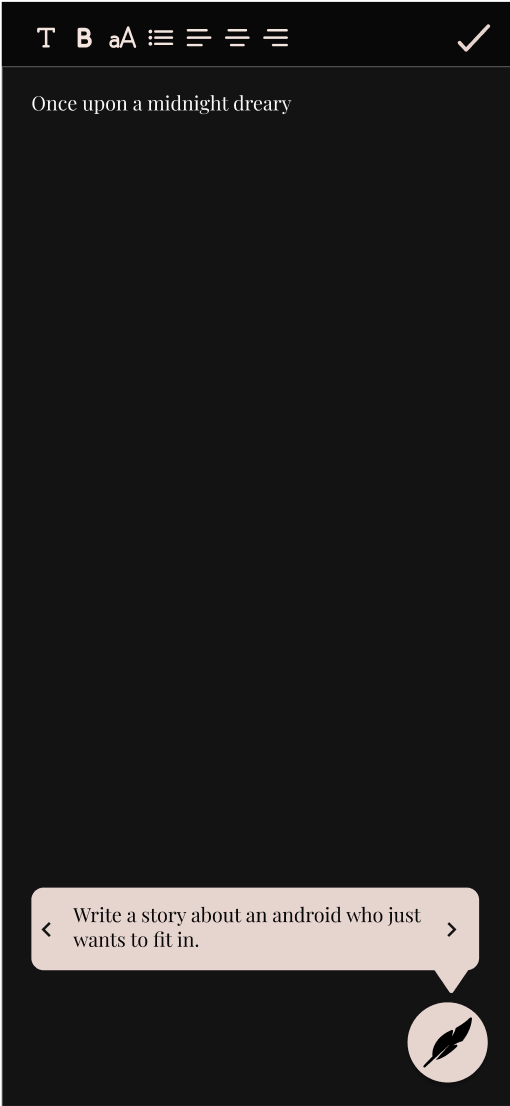 T B aA
Once upon a midnight dreary
Write a story about an android who just
wants to fit in.